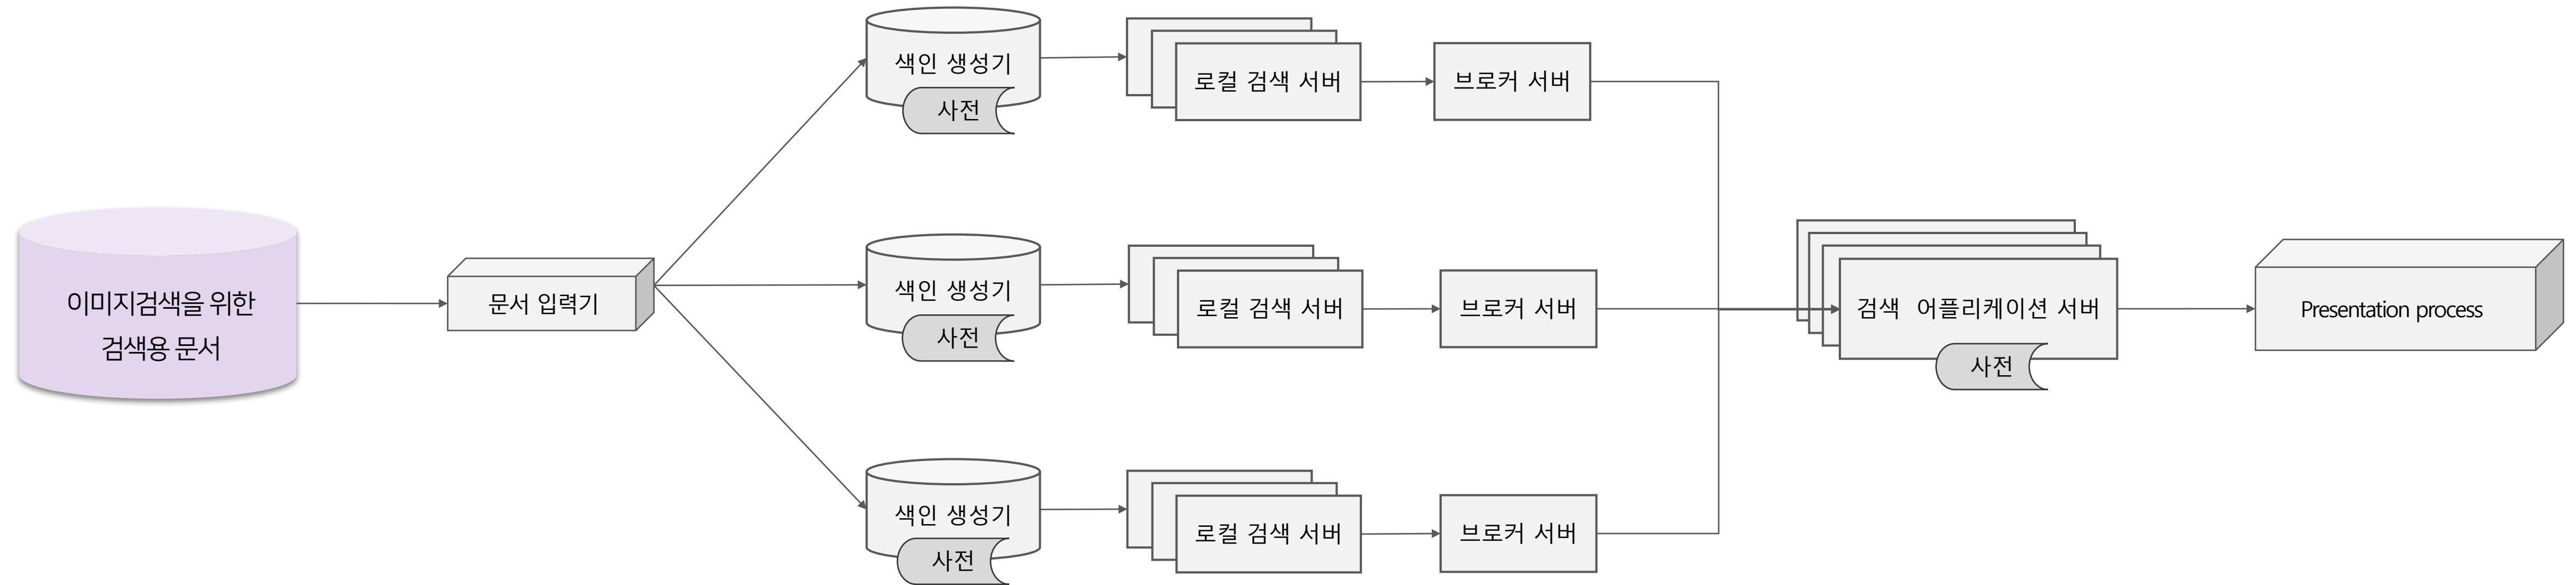 이미지검색을 위한
검색용 문서
문서 입력기
색인 생성기
사전
로컬 검색 서버
브로커 서버
색인 생성기
사전
로컬 검색 서버
브로커 서버
색인 생성기
사전
로컬 검색 서버
브로커 서버
검색 어플리케이션 서버
사전
Presentation process